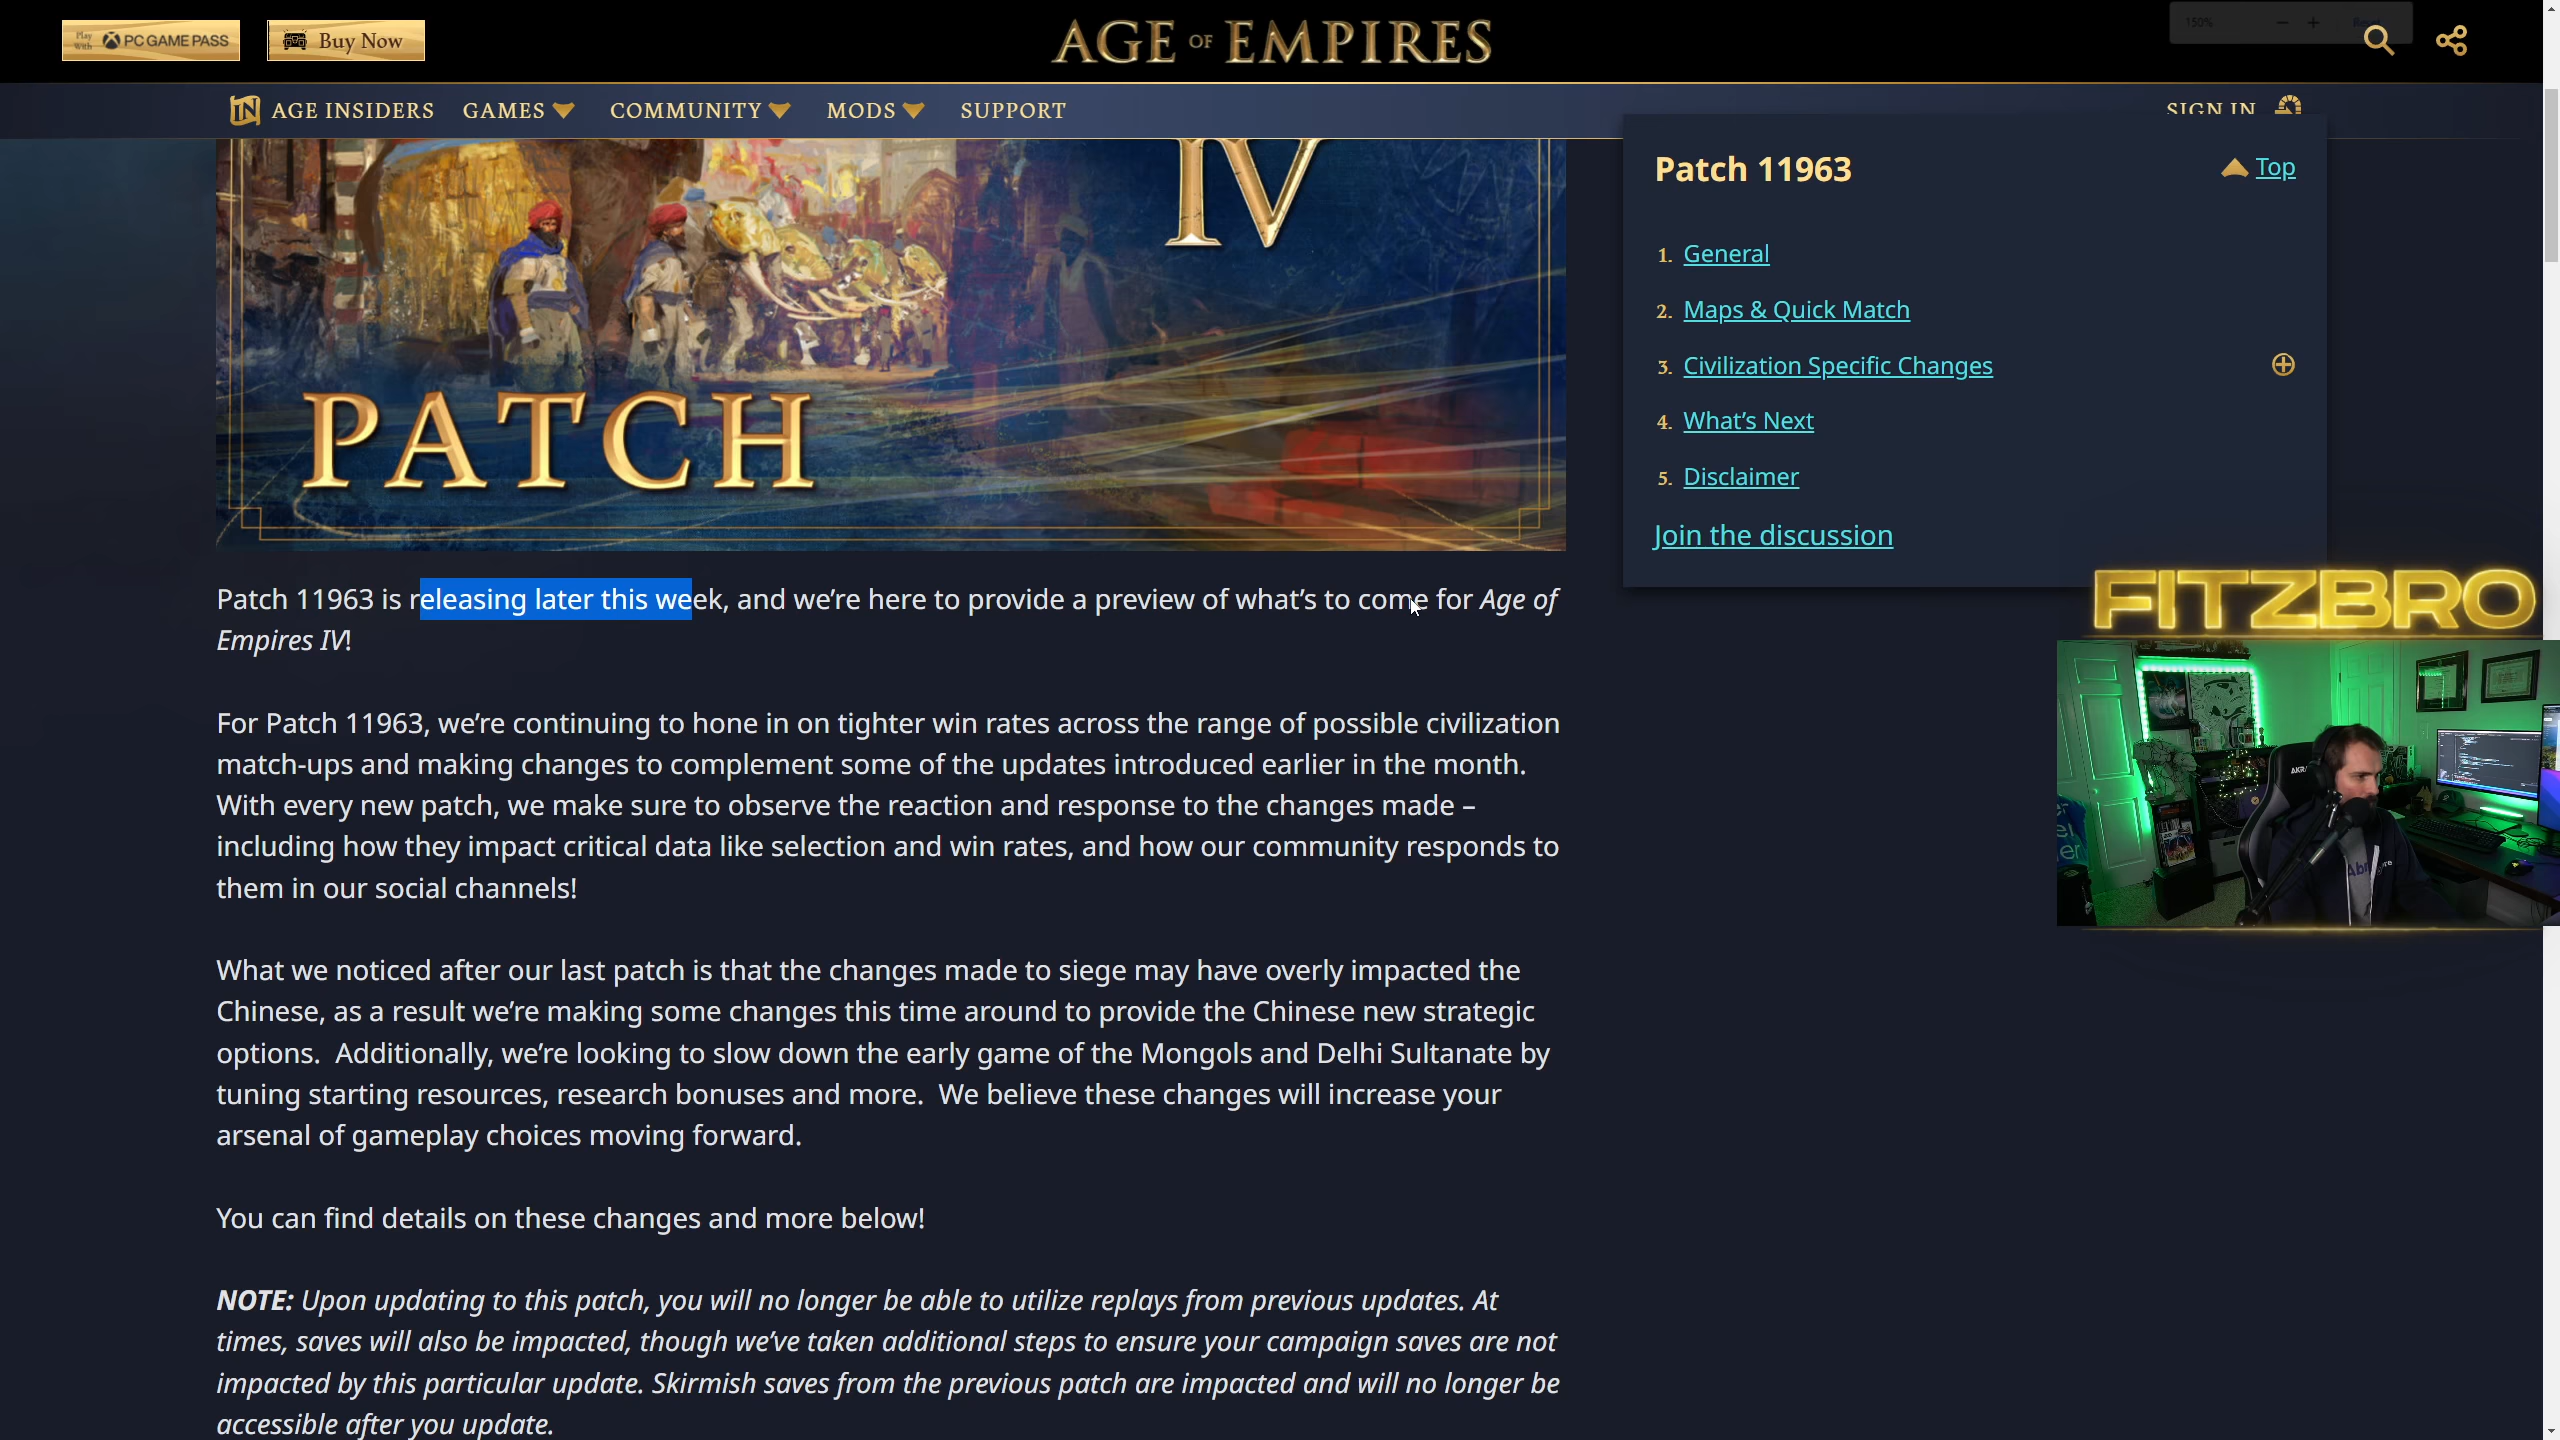 Play With PC GAME PASS
Buy Now
AGE OF EMPIRES
150%
AGE INSIDERS
GAMES
COMMUNITY
MODS
SUPPORT
SIGN IN
IV
PATCH
Patch 11963
Top
1. General
2. Maps & Quick Match
3. Civilization Specific Changes
4. What’s Next
5. Disclaimer
Join the discussion
FITZBRO
Patch 11963 is releasing later this week, and we’re here to provide a preview of what’s to come for Age of
Empires IV!
For Patch 11963, we’re continuing to hone in on tighter win rates across the range of possible civilization
match-ups and making changes to complement some of the updates introduced earlier in the month.
With every new patch, we make sure to observe the reaction and response to the changes made –
including how they impact critical data like selection and win rates, and how our community responds to
them in our social channels!
What we noticed after our last patch is that the changes made to siege may have overly impacted the
Chinese, as a result we’re making some changes this time around to provide the Chinese new strategic
options.  Additionally, we’re looking to slow down the early game of the Mongols and Delhi Sultanate by
tuning starting resources, research bonuses and more.  We believe these changes will increase your
arsenal of gameplay choices moving forward.
You can find details on these changes and more below!
NOTE: Upon updating to this patch, you will no longer be able to utilize replays from previous updates. At
times, saves will also be impacted, though we’ve taken additional steps to ensure your campaign saves are not
impacted by this particular update. Skirmish saves from the previous patch are impacted and will no longer be
accessible after you update.